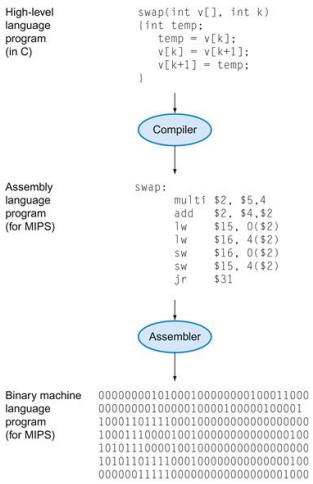 High-level
language
program
(in C)
swap(int v[], int k)
{int temp;
temp = v[k];
v[k] = v[k+1];
v[k+1] = temp;
}
Compiler
Assembly
language
program
(for MIPS)
swap:
multi $2, $5,4
add $2, $4,$2
lw $15, 0($2)
lw $16, 4($2)
sw $16, 0($2)
sw $15, 4($2)
jr $31
Assembler
Binary machine
language
program
(for MIPS)
00000000101000100000000100011000
0000000010000010000100000100001
10001101111000100000000000000000
10001110000100100000000000000100
10101110000100100000000000000000
10101101111000100000000000000100
00000011111000000000000000001000